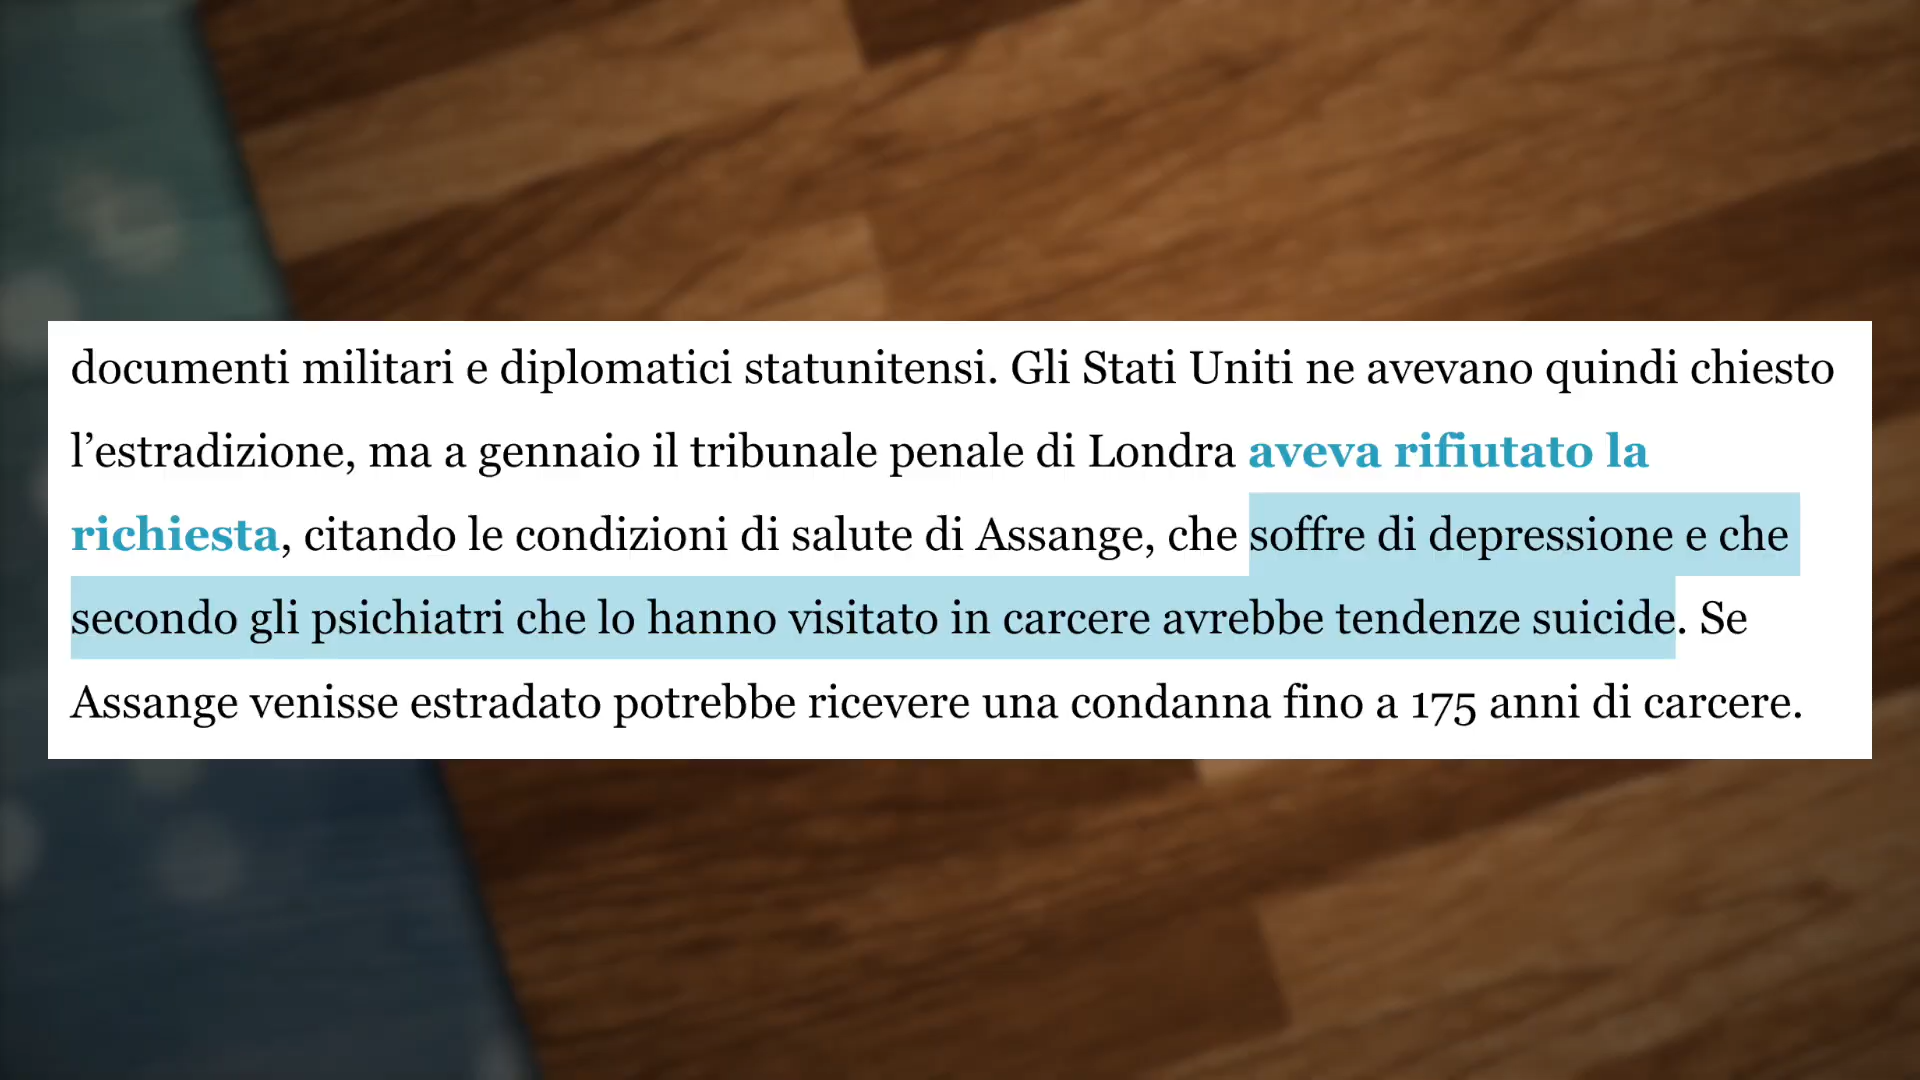 documenti militari e diplomatici statunitensi. Gli Stati Uniti ne avevano quindi chiesto
l’estradizione, ma a gennaio il tribunale penale di Londra aveva rifiutato la
richiesta, citando le condizioni di salute di Assange, che soffre di depressione e che
secondo gli psichiatri che lo hanno visitato in carcere avrebbe tendenze suicide. Se
Assange venisse estradato potrebbe ricevere una condanna fino a 175 anni di carcere.